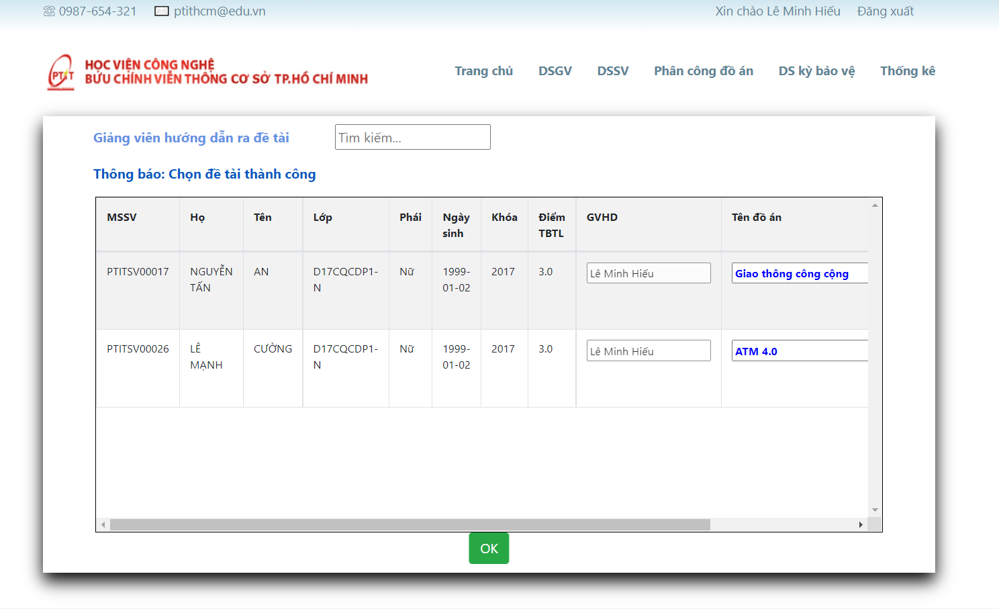 0987-654-321 ptithcm@edu.vn Xin chào Lê Minh Hiếu Đăng xuất
PTIT
HỌC VIỆN CÔNG NGHỆ
BƯU CHÍNH VIỄN THÔNG CƠ SỞ TP.HỒ CHÍ MINH
Trang chủ DSGV DSSV Phân công đồ án DS kỳ bảo vệ Thống kê
Giảng viên hướng dẫn ra đề tài Tìm kiếm...
Thông báo: Chọn đề tài thành công
MSSV Họ Tên Lớp Phái Ngày sinh Khóa Điểm TBTL GVHD Tên đồ án
PTITSV00017 NGUYỄN TẤN AN D17CQCDP1-N Nữ 1999-01-02 2017 3.0 Lê Minh Hiếu Giao thông công cộng
PTITSV00026 LÊ MẠNH CƯỜNG D17CQCDP1-N Nữ 1999-01-02 2017 3.0 Lê Minh Hiếu ATM 4.0
OK